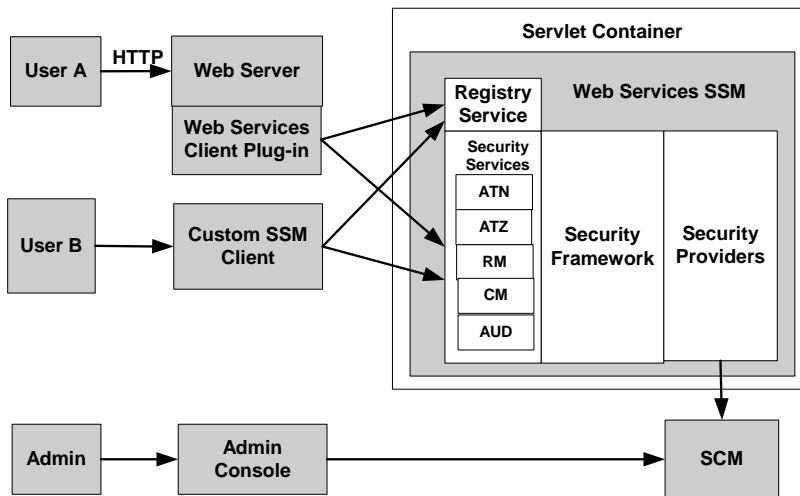 Servlet Container
User A
HTTP
Web Server
Web Services
Client Plug-in
Registry
Service
Web Services SSM
Security
Services
ATN
ATZ
RM
CM
AUD
Security
Framework
Security
Providers
User B
Custom SSM
Client
Admin
Admin
Console
SCM